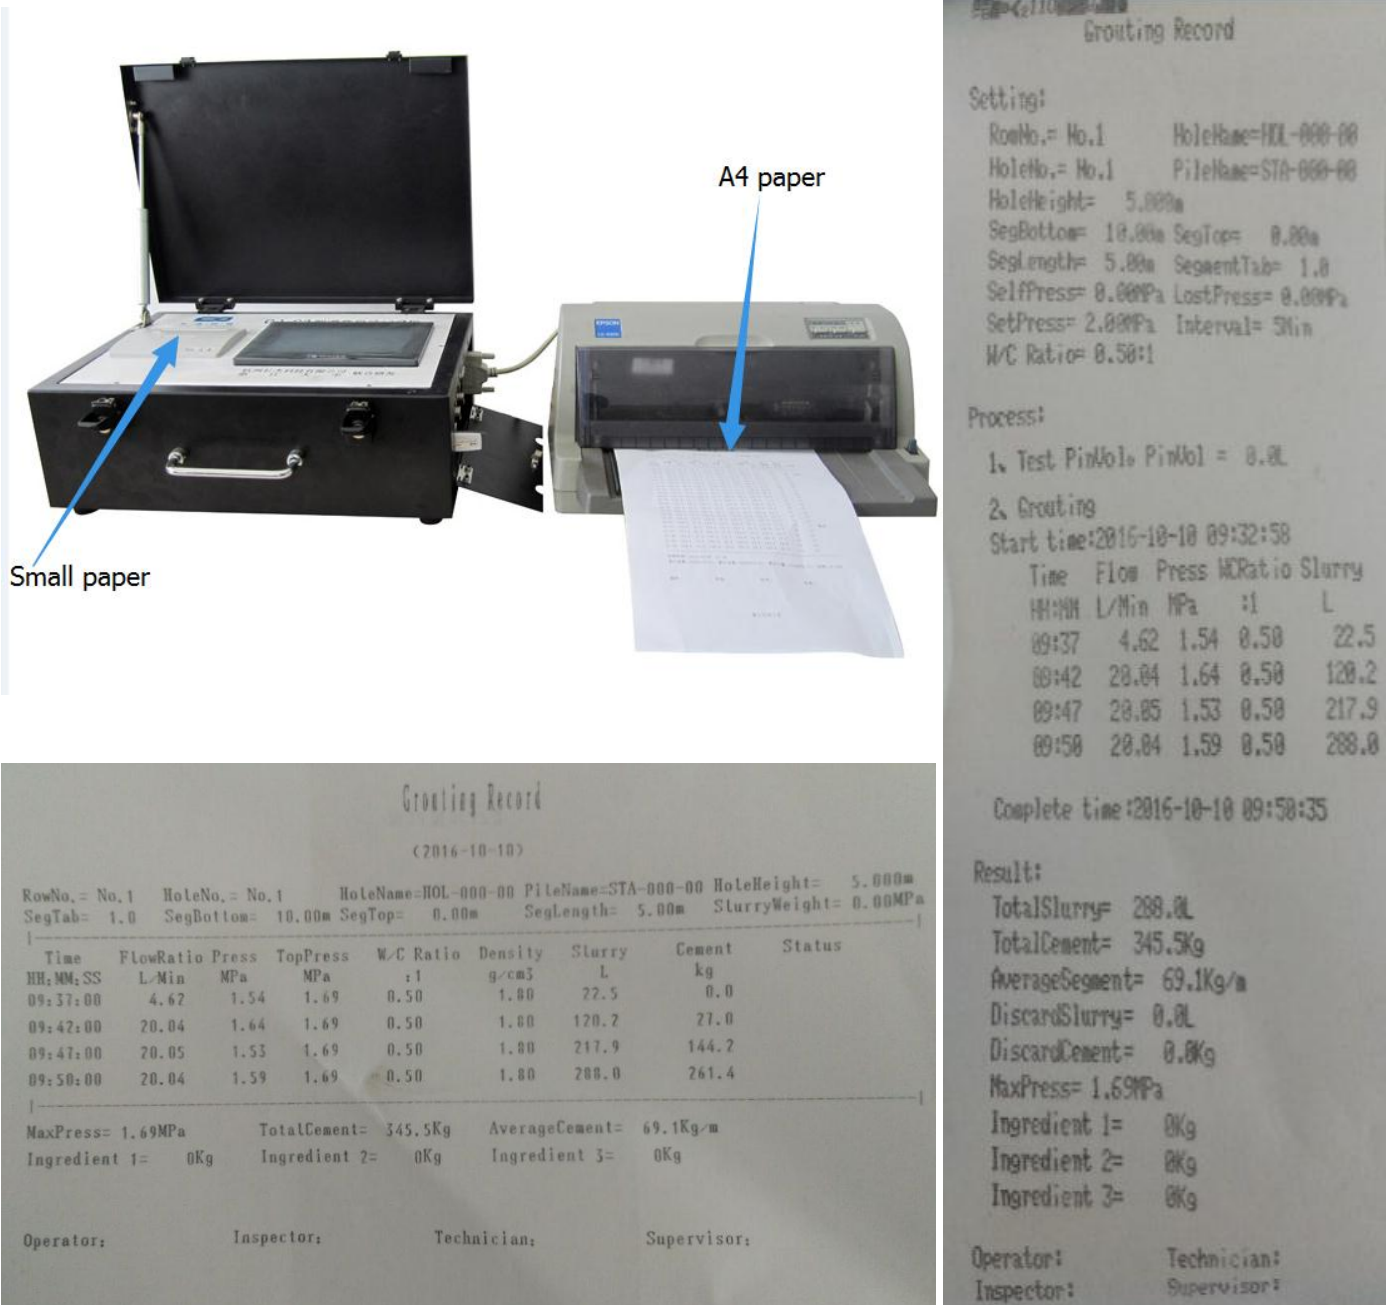 A4 paper
Small paper
EPSON
Grouting Record
(2016-10-10)
RowNo.= No.1 HoleNo.= No.1 HoleName=HOL-000-00 PileName=STA-000-00 HoleHeight= 5.000m
SegTab= 1.0 SegBottom= 10.00m SegTop= 0.00m SegLength= 5.00m SlurryWeight= 0.00MPa
Time FlowRatio Press TopPress W/C Ratio Density Slurry Cement Status
HH:MM:SS L/Min MPa MPa :1 g/cm3 L kg
09:37:00 4.62 1.54 1.69 0.50 1.80 22.5 0.0
09:42:00 20.04 1.64 1.69 0.50 1.80 120.2 27.0
09:47:00 20.05 1.53 1.69 0.50 1.80 217.9 144.2
09:50:00 20.04 1.59 1.69 0.50 1.80 288.0 261.4
MaxPress= 1.69MPa TotalCement= 345.5Kg AverageCement= 69.1Kg/m
Ingredient 1= 0Kg Ingredient 2= 0Kg Ingredient 3= 0Kg
Operator: Inspector: Technician: Supervisor:
Grouting Record
Setting:
RowNo.= No.1 HoleName=HOL-000-00
HoleNo.= No.1 PileName=STA-000-00
HoleHeight= 5.000m
SegBottom= 10.00m SegTop= 0.00m
SegLength= 5.00m SegmentTab= 1.0
SelfPress= 0.00MPa LostPress= 0.00MPa
SetPress= 2.00MPa Interval= 5Min
W/C Ratio= 0.50:1
Process:
1、Test PinVol。PinVol = 0.0L
2、Grouting
Start time:2016-10-10 09:32:58
Time Flow Press WCRatio Slurry
HH:MM L/Min MPa :1 L
09:37 4.62 1.54 0.50 22.5
09:42 20.04 1.64 0.50 120.2
09:47 20.05 1.53 0.50 217.9
09:50 20.04 1.59 0.50 288.0
Complete time:2016-10-10 09:50:35
Result:
TotalSlurry= 288.0L
TotalCement= 345.5Kg
AverageSegment= 69.1Kg/m
DiscardSlurry= 0.0L
DiscardCement= 0.0Kg
MaxPress= 1.69MPa
Ingredient 1= 0Kg
Ingredient 2= 0Kg
Ingredient 3= 0Kg
Operator: Technician:
Inspector: Supervisor: